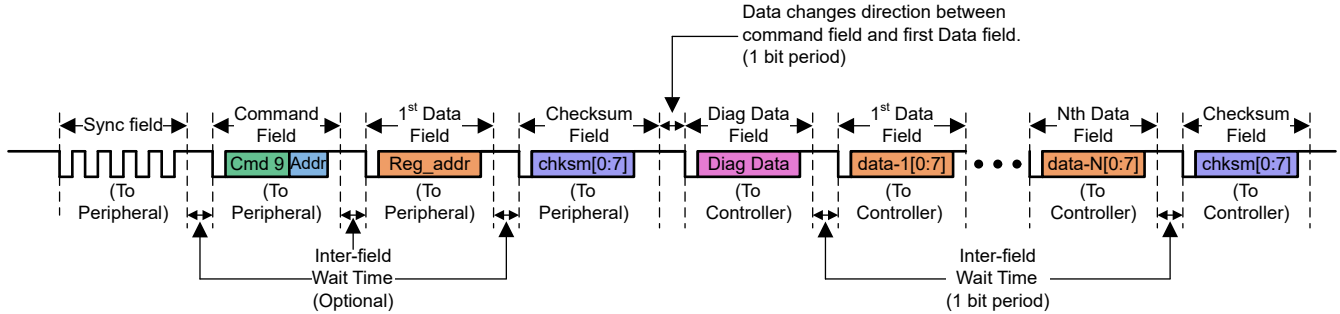 Data changes direction between
command field and first Data field.
(1 bit period)
Sync field
Command
Field
1st Data
Field
Checksum
Field
Diag Data
Field
1st Data
Field
Nth Data
Field
Checksum
Field
Cmd 9 Addr
Reg_addr
chksm[0:7]
Diag Data
data-1[0:7]
data-N[0:7]
chksm[0:7]
(To
Peripheral)
(To
Peripheral)
(To
Peripheral)
(To
Peripheral)
(To
Controller)
(To
Controller)
(To
Controller)
(To
Controller)
Inter-field
Wait Time
(Optional)
Inter-field
Wait Time
(1 bit period)